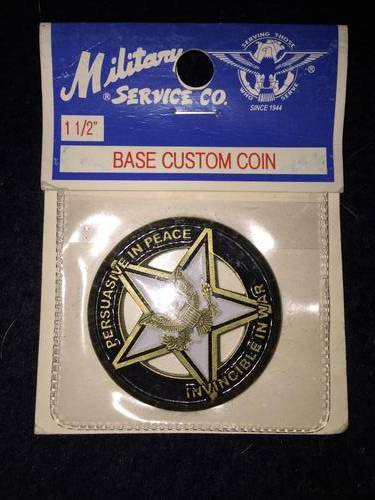 Military
® SERVICE CO.
SERVING THOSE
WHO SERVE
®
SINCE 1944
1 1/2"
BASE CUSTOM COIN
PERSUASIVE IN PEACE
INVINCIBLE IN WAR